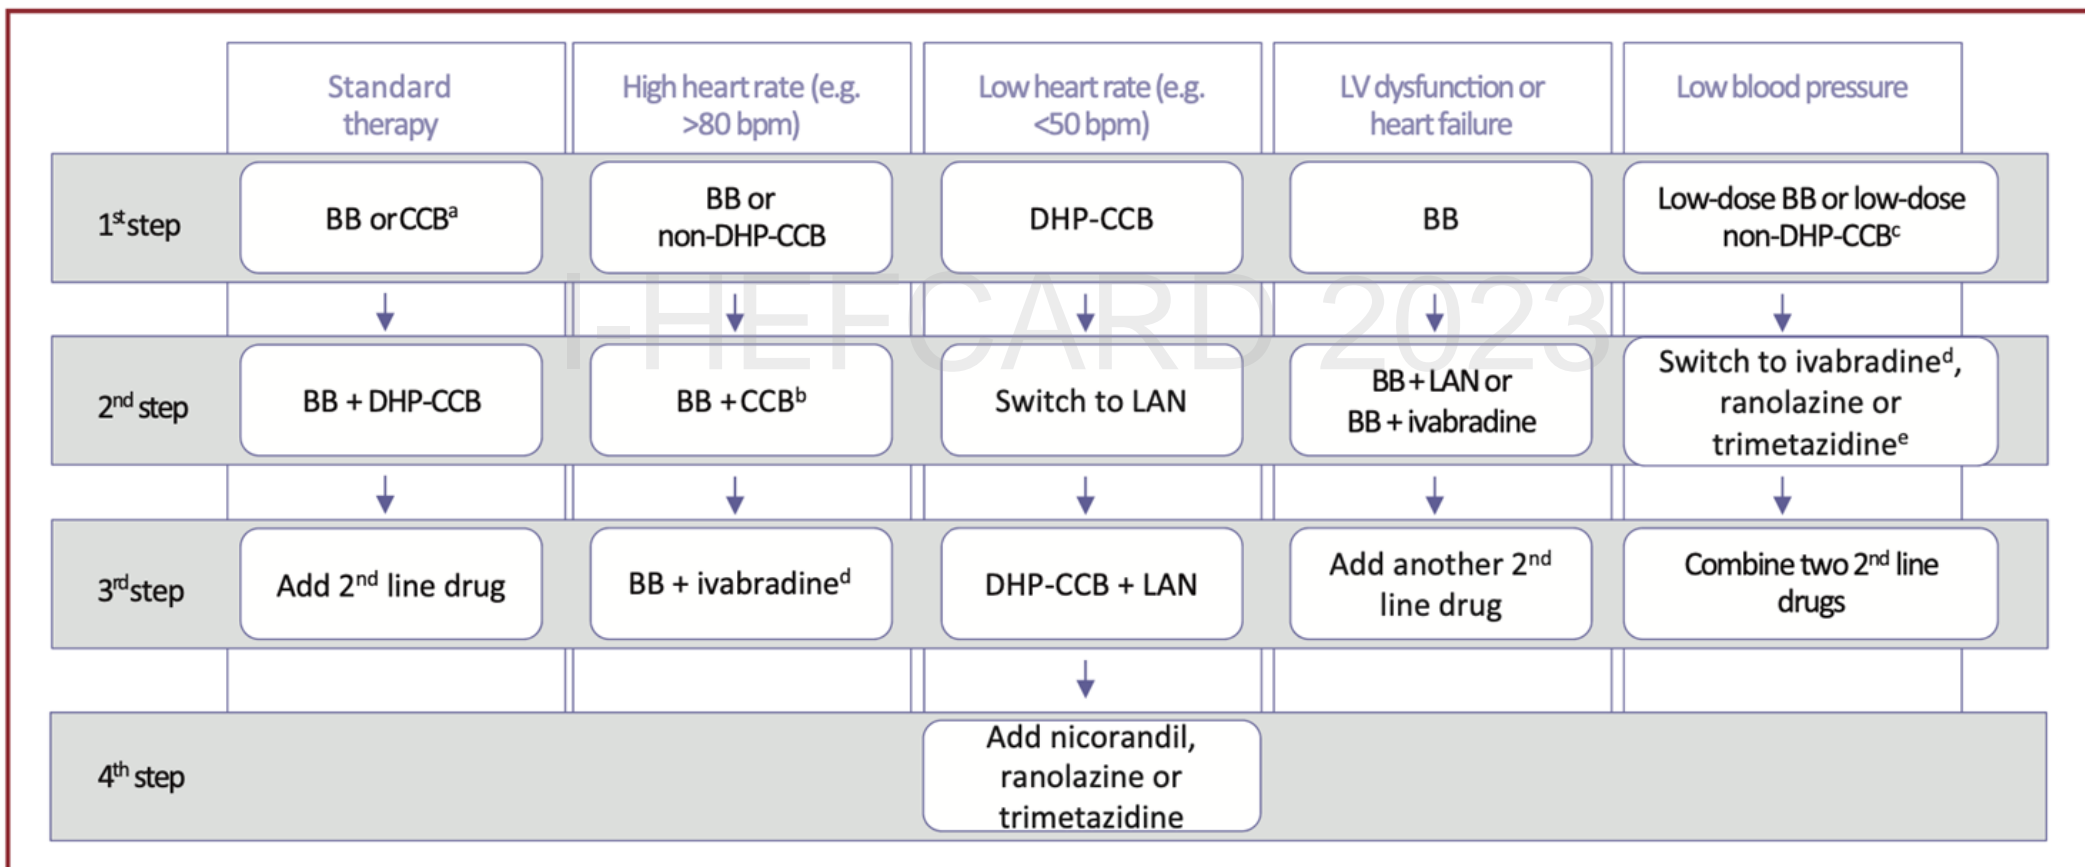 Standard
therapy
High heart rate (e.g.
>80 bpm)
Low heart rate (e.g.
<50 bpm)
LV dysfunction or
heart failure
Low blood pressure
1st step
BB or CCBa
BB or
non-DHP-CCB
DHP-CCB
BB
Low-dose BB or low-dose
non-DHP-CCBc
I-HEFCARD 2023
2nd step
BB + DHP-CCB
BB + CCBb
Switch to LAN
BB + LAN or
BB + ivabradine
Switch to ivabradined,
ranolazine or
trimetazidinee
3rd step
Add 2nd line drug
BB + ivabradined
DHP-CCB + LAN
Add another 2nd
line drug
Combine two 2nd line
drugs
4th step
Add nicorandil,
ranolazine or
trimetazidine